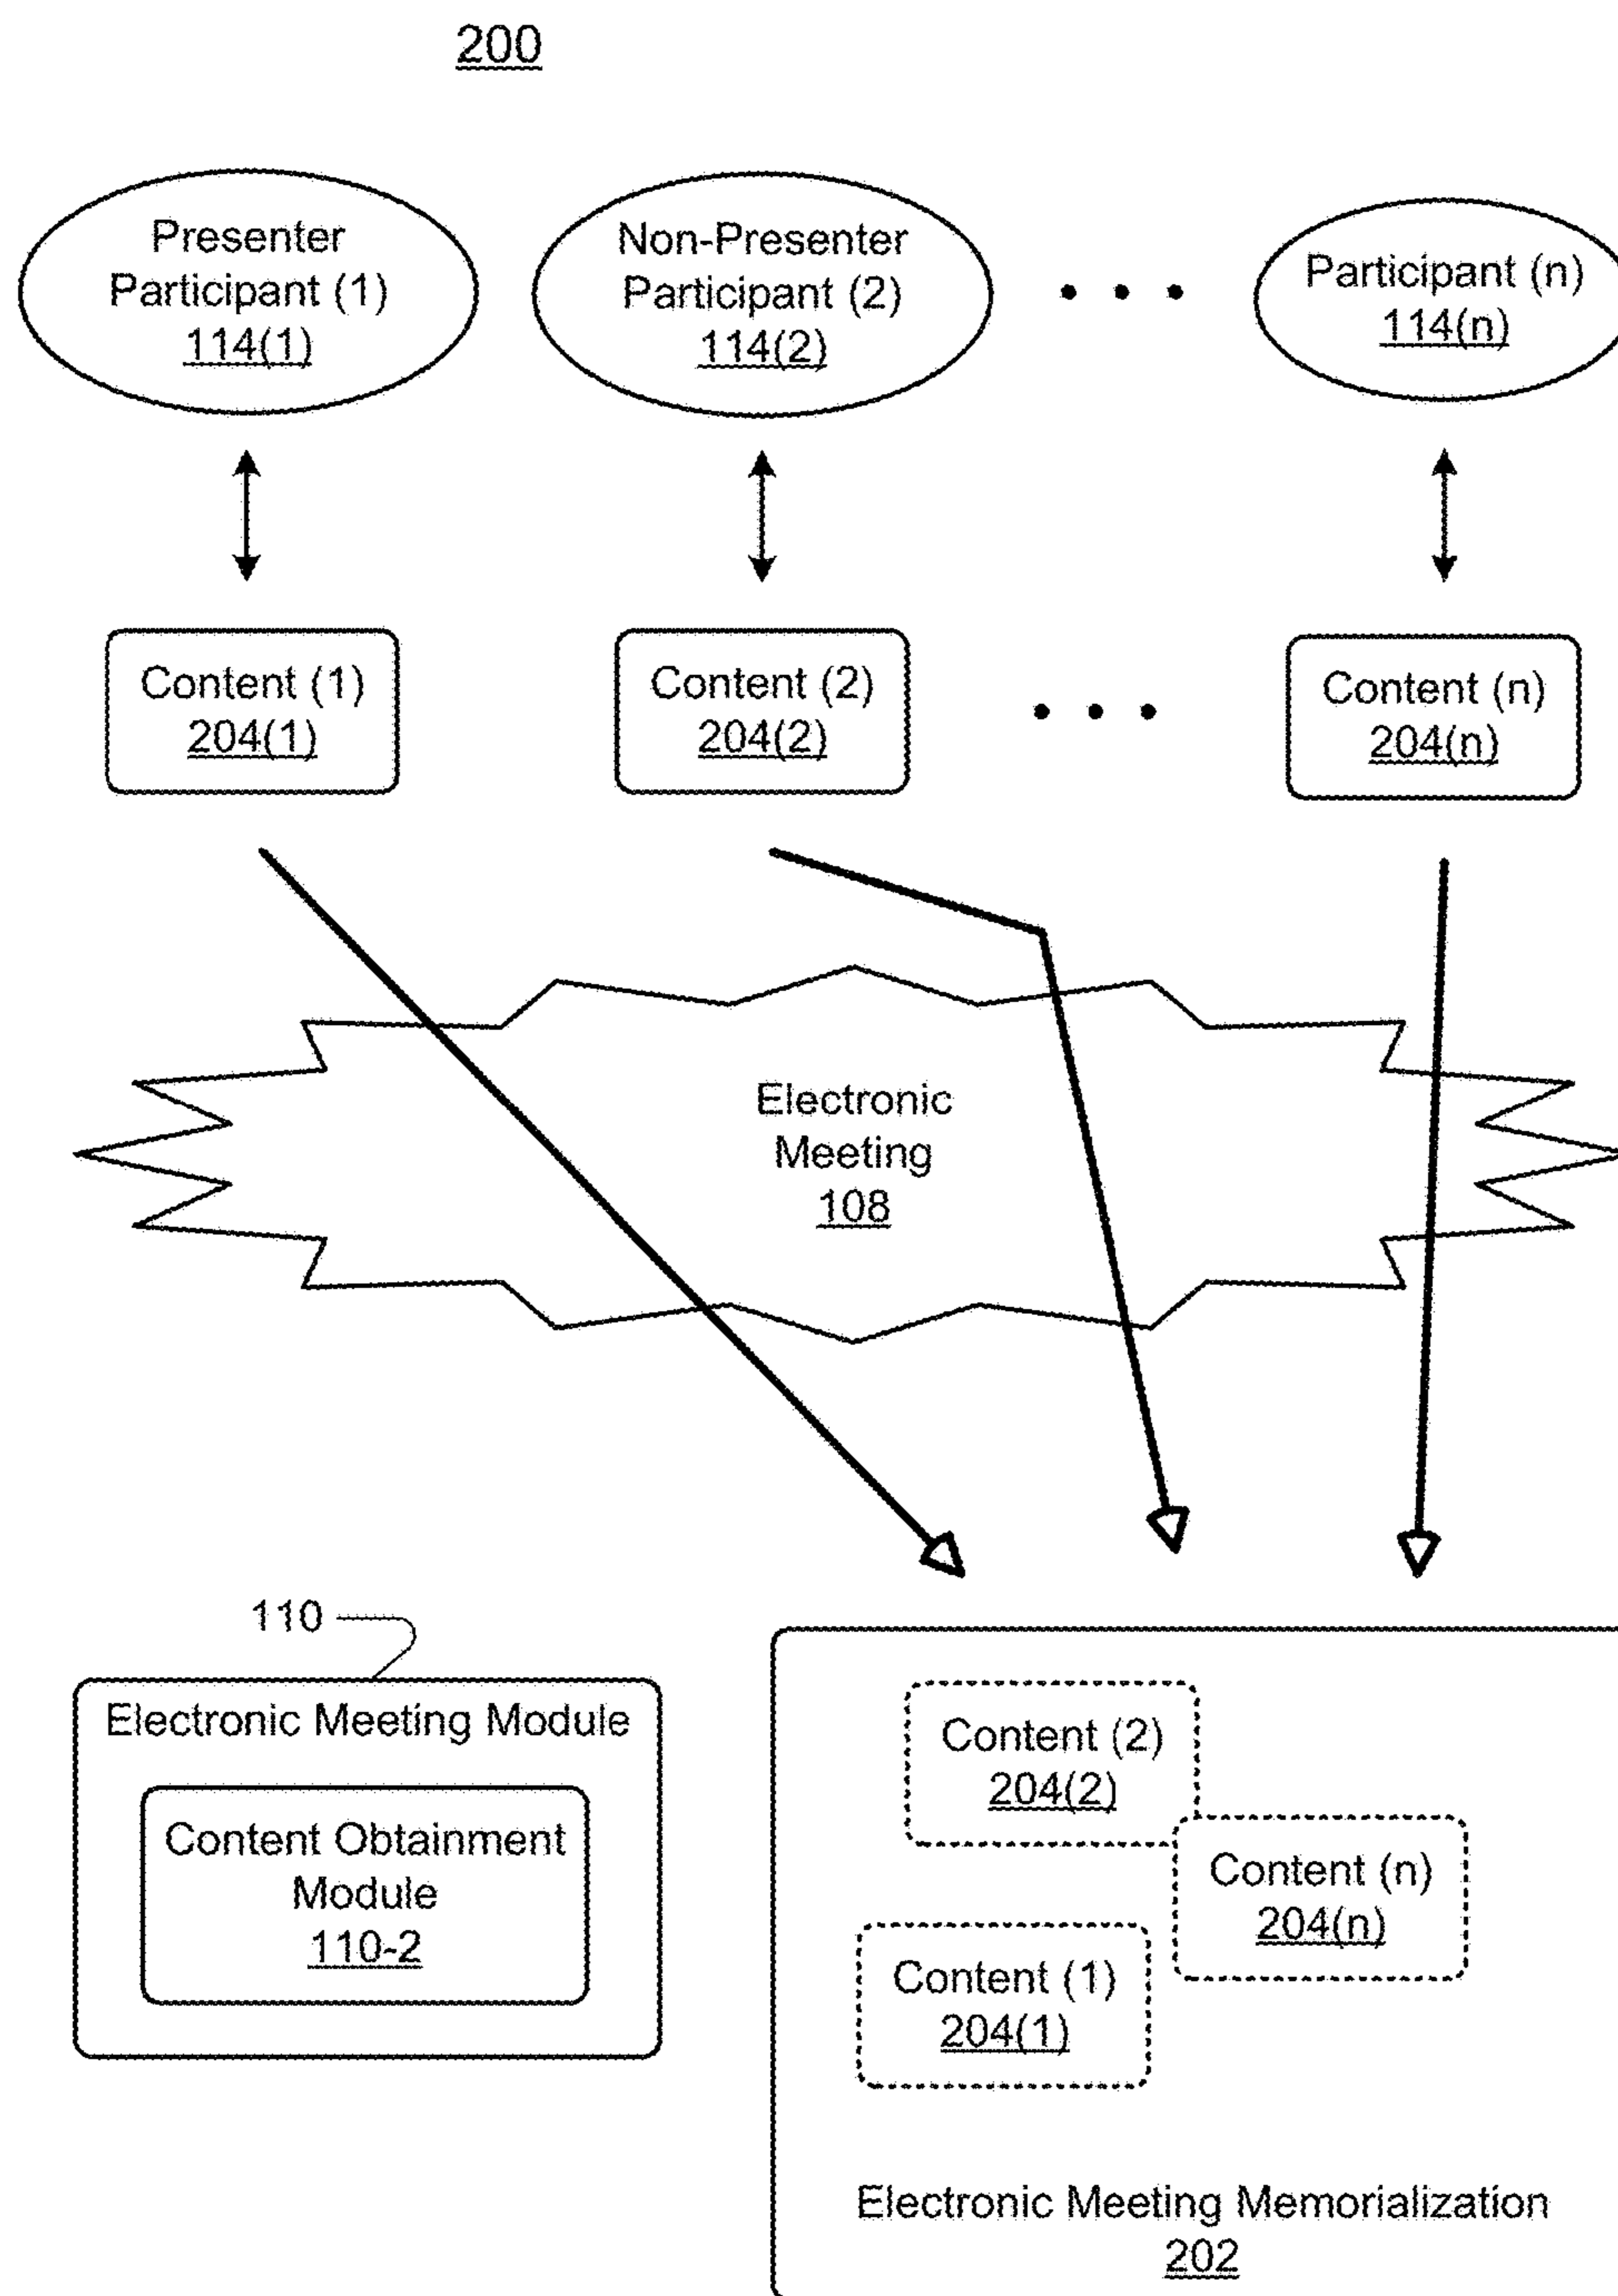 200
Presenter
Participant (1)
114(1)
Non-Presenter
Participant (2)
114(2)
Participant (n)
114(n)
Content (1)
204(1)
Content (2)
204(2)
Content (n)
204(n)
Electronic
Meeting
108
110
Electronic Meeting Module
Content Obtainment
Module
110-2
Content (2)
204(2)
Content (n)
204(n)
Content (1)
204(1)
Electronic Meeting Memorialization
202